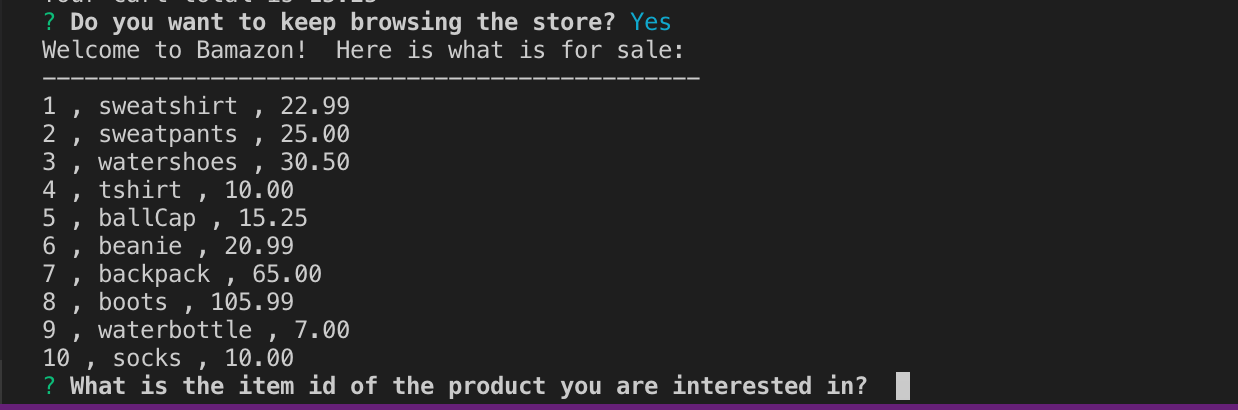 ? Do you want to keep browsing the store? Yes
Welcome to Bamazon!  Here is what is for sale:
-----------------------------------------------
1 , sweatshirt , 22.99
2 , sweatpants , 25.00
3 , watershoes , 30.50
4 , tshirt , 10.00
5 , ballCap , 15.25
6 , beanie , 20.99
7 , backpack , 65.00
8 , boots , 105.99
9 , waterbottle , 7.00
10 , socks , 10.00
? What is the item id of the product you are interested in?